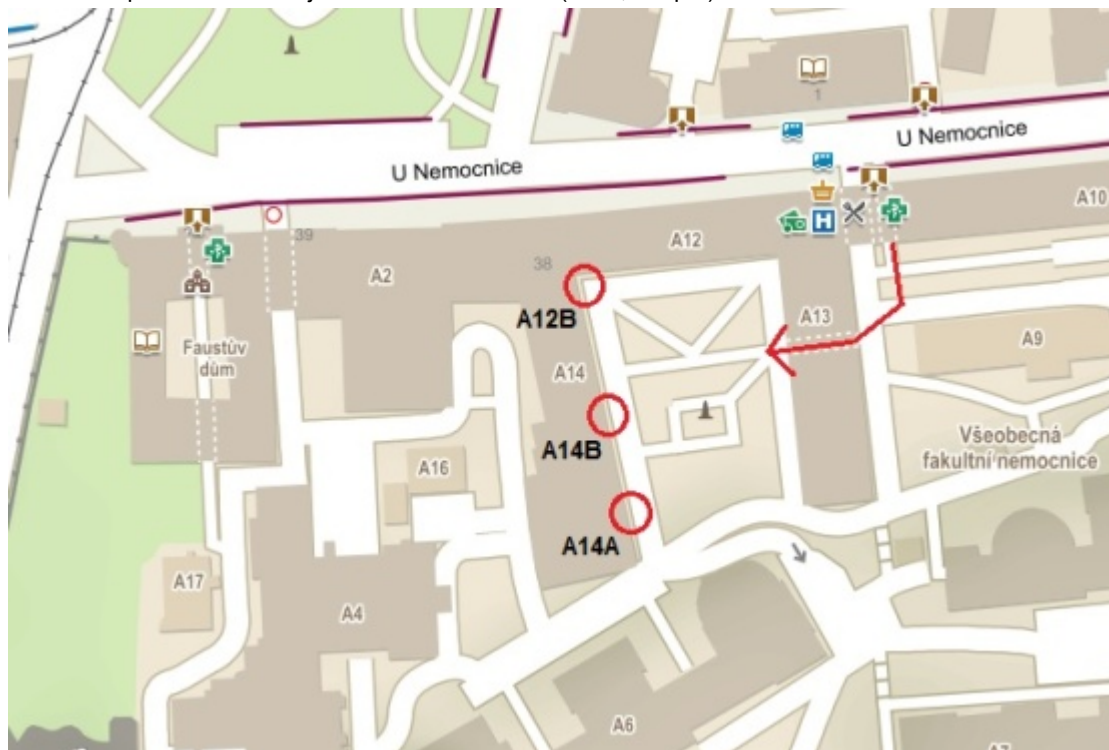 1
U Nemocnice
U Nemocnice
A10
A12
39
38
A2
H
A12B
A13
A9
Faustův
dům
A14
A14B
Všeobecná
fakultní nemocnice
A16
A14A
A17
A4
A6